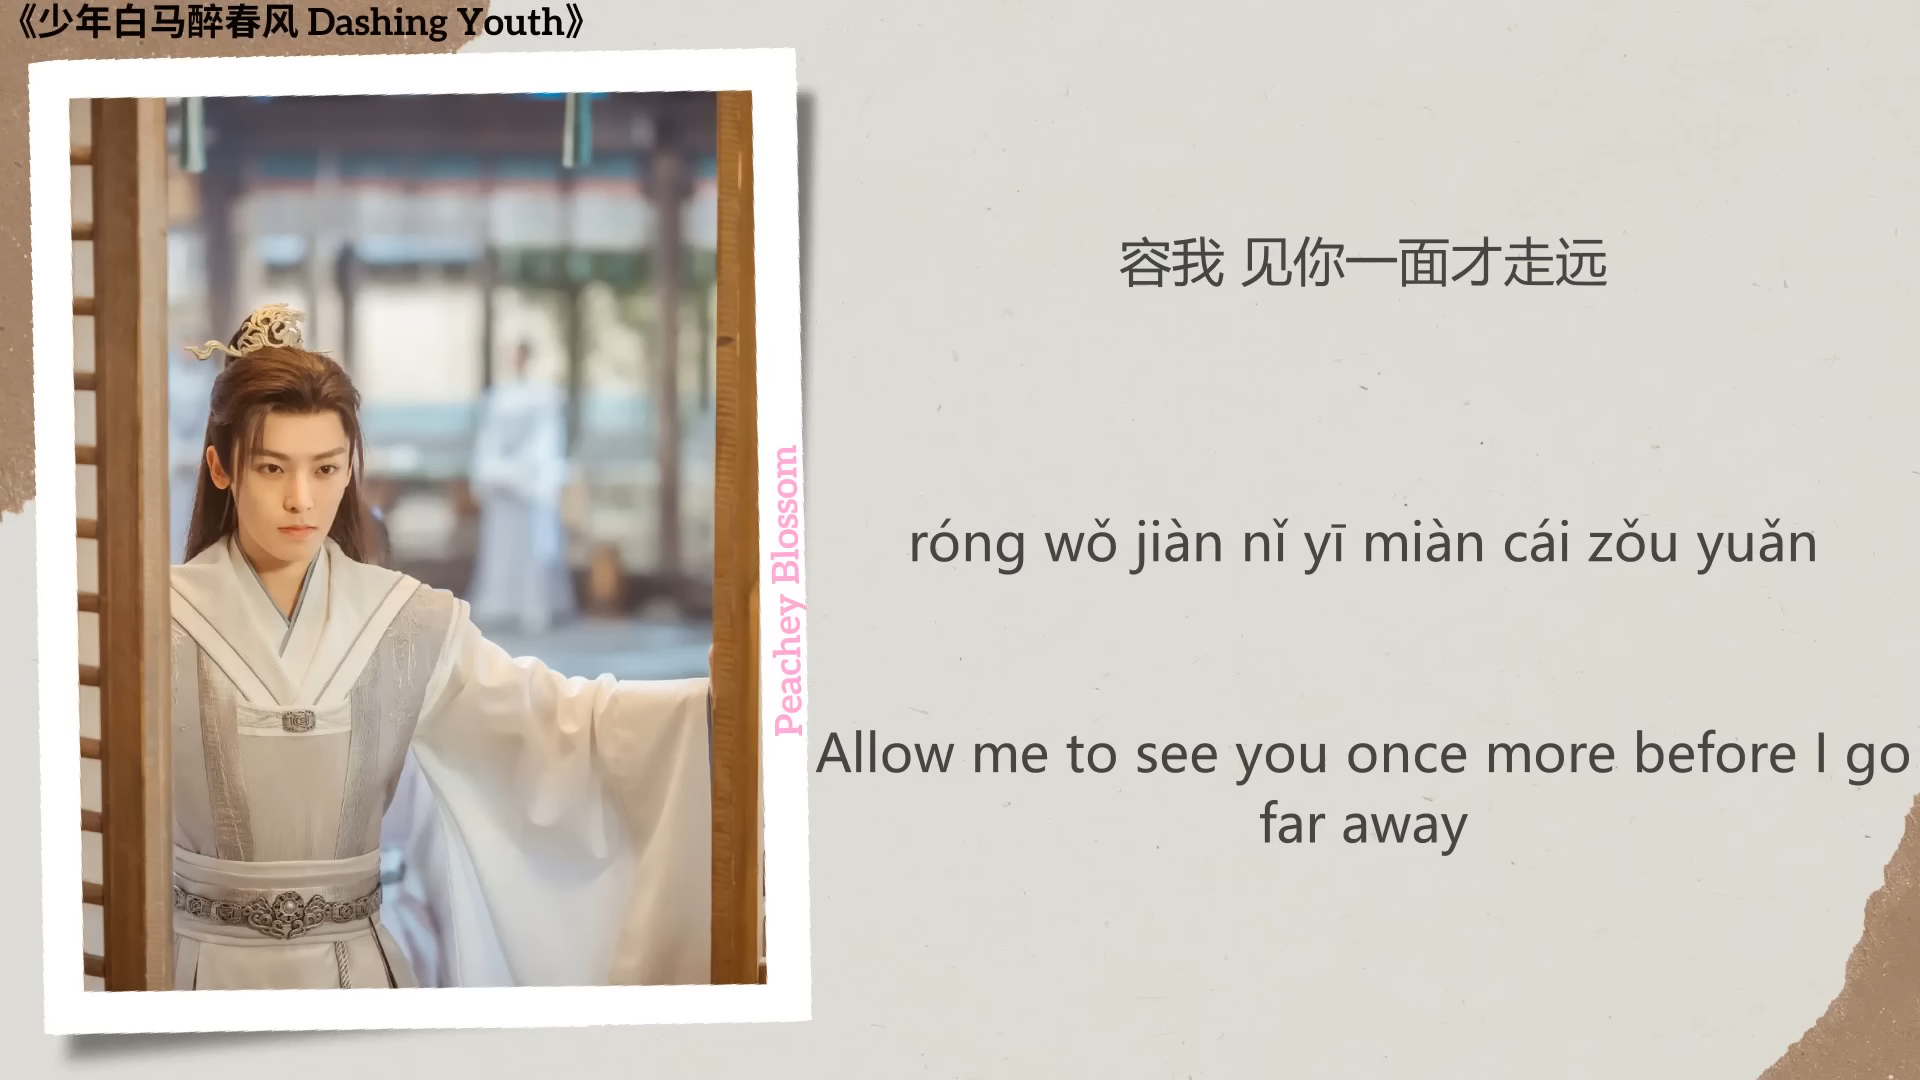 《少年白马醉春风 Dashing Youth》
容我 见你一面才走远
Peachey Blossom
róng wǒ jiàn nǐ yī miàn cái zǒu yuǎn
Allow me to see you once more before I go
far away